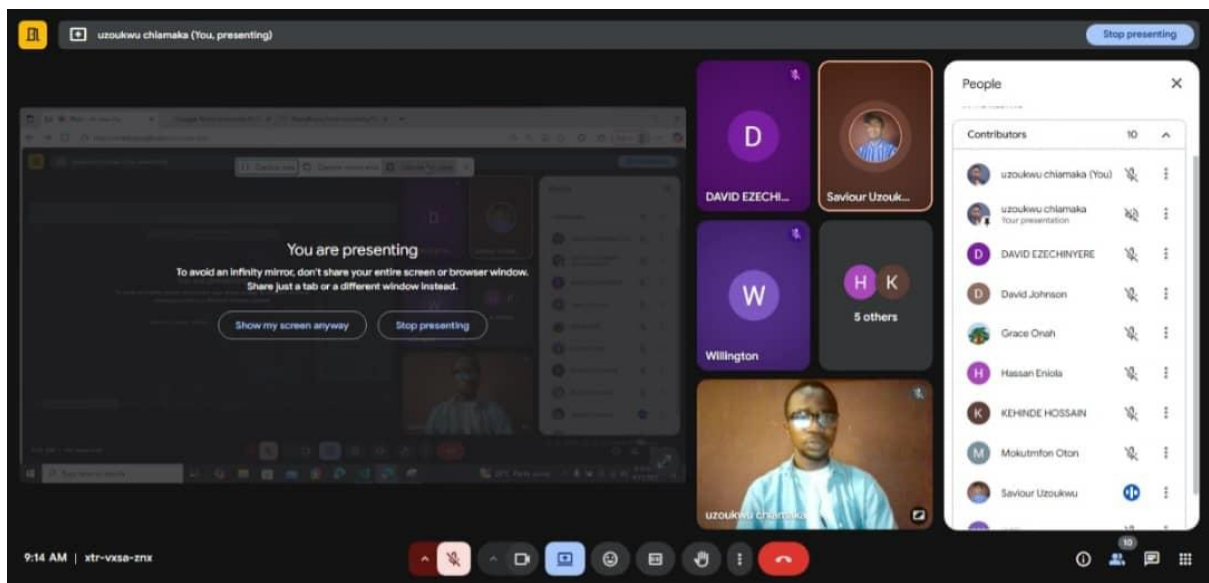 uzoukwu chiamaka (You, presenting)
Stop presenting
You are presenting
To avoid an infinity mirror, don't share your entire screen or browser window.
Share just a tab or a different window instead.
Show my screen anyway
Stop presenting
D
DAVID EZECHI...
Saviour Uzouk...
W
Willington
H K
5 others
uzoukwu chiamaka
People
Contributors 10
uzoukwu chiamaka (You)
uzoukwu chiamaka
Your presentation
D DAVID EZECHINYERE
D David Johnson
Grace Onah
H Hassan Eniola
K KEHINDE HOSSAIN
M Mokutmfon Oton
Saviour Uzoukwu
9:14 AM | xtr-vxsa-znx
10